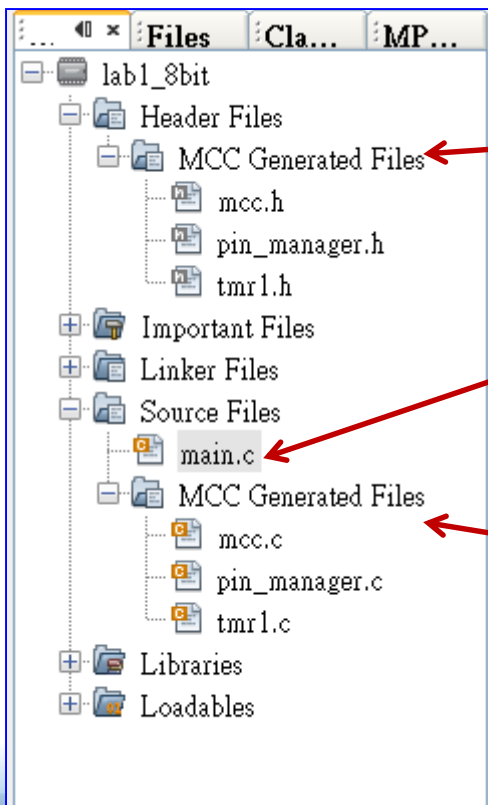 ... Files Cla... MP...
lab1_8bit
Header Files
MCC Generated Files
mcc.h
pin_manager.h
tmr1.h
Important Files
Linker Files
Source Files
main.c
MCC Generated Files
mcc.c
pin_manager.c
tmr1.c
Libraries
Loadables